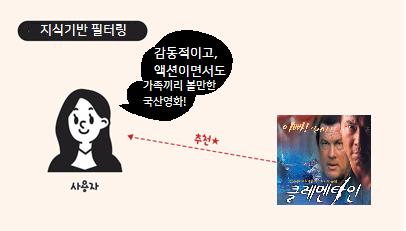 지식기반 필터링
감동적이고,
액션이면서도
가족끼리 볼만한
국산영화!
추천★
사용자
아빠!
클레멘타인